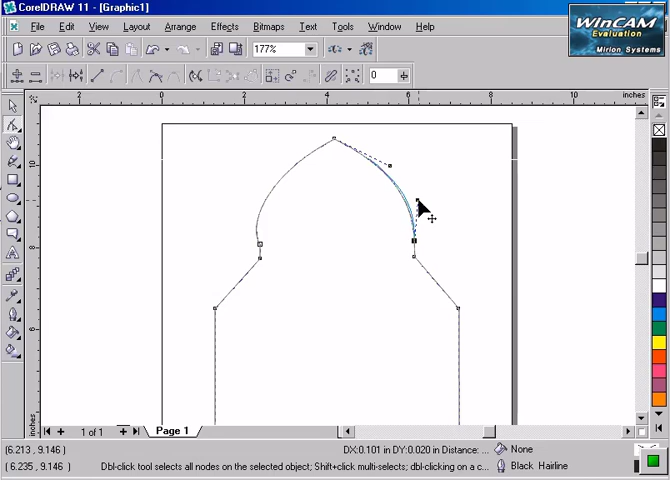 CorelDRAW 11 - [Graphic1]
File Edit View Layout Arrange Effects Bitmaps Text Tools Window Help
WinCAM
Evaluation
Mirion Systems
177%
0
2 0 2 4 6 8 10 inches
10
8
6
inches
1 of 1 Page 1
(6.213, 9.146) DX:0.101 in DY:0.020 in Distance: ... None
(6.235, 9.146) Dbl-click tool selects all nodes on the selected object; Shift+click multi-selects; dbl-clicking on a c... Black Hairline